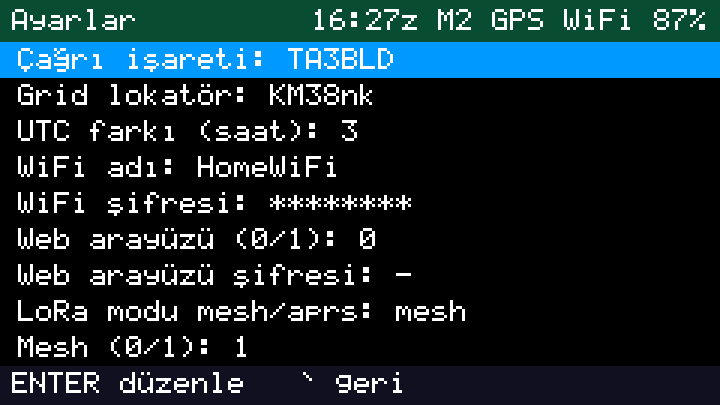 Ayarlar 16:27z M2 GPS WiFi 87%
Çağrı işareti: TA3BLD
Grid lokatör: KM38nk
UTC farkı (saat): 3
WiFi adı: HomeWiFi
WiFi şifresi: ********
Web arayüzü (0/1): 0
Web arayüzü şifresi: -
LoRa modu mesh/aprs: mesh
Mesh (0/1): 1
ENTER düzenle ` geri